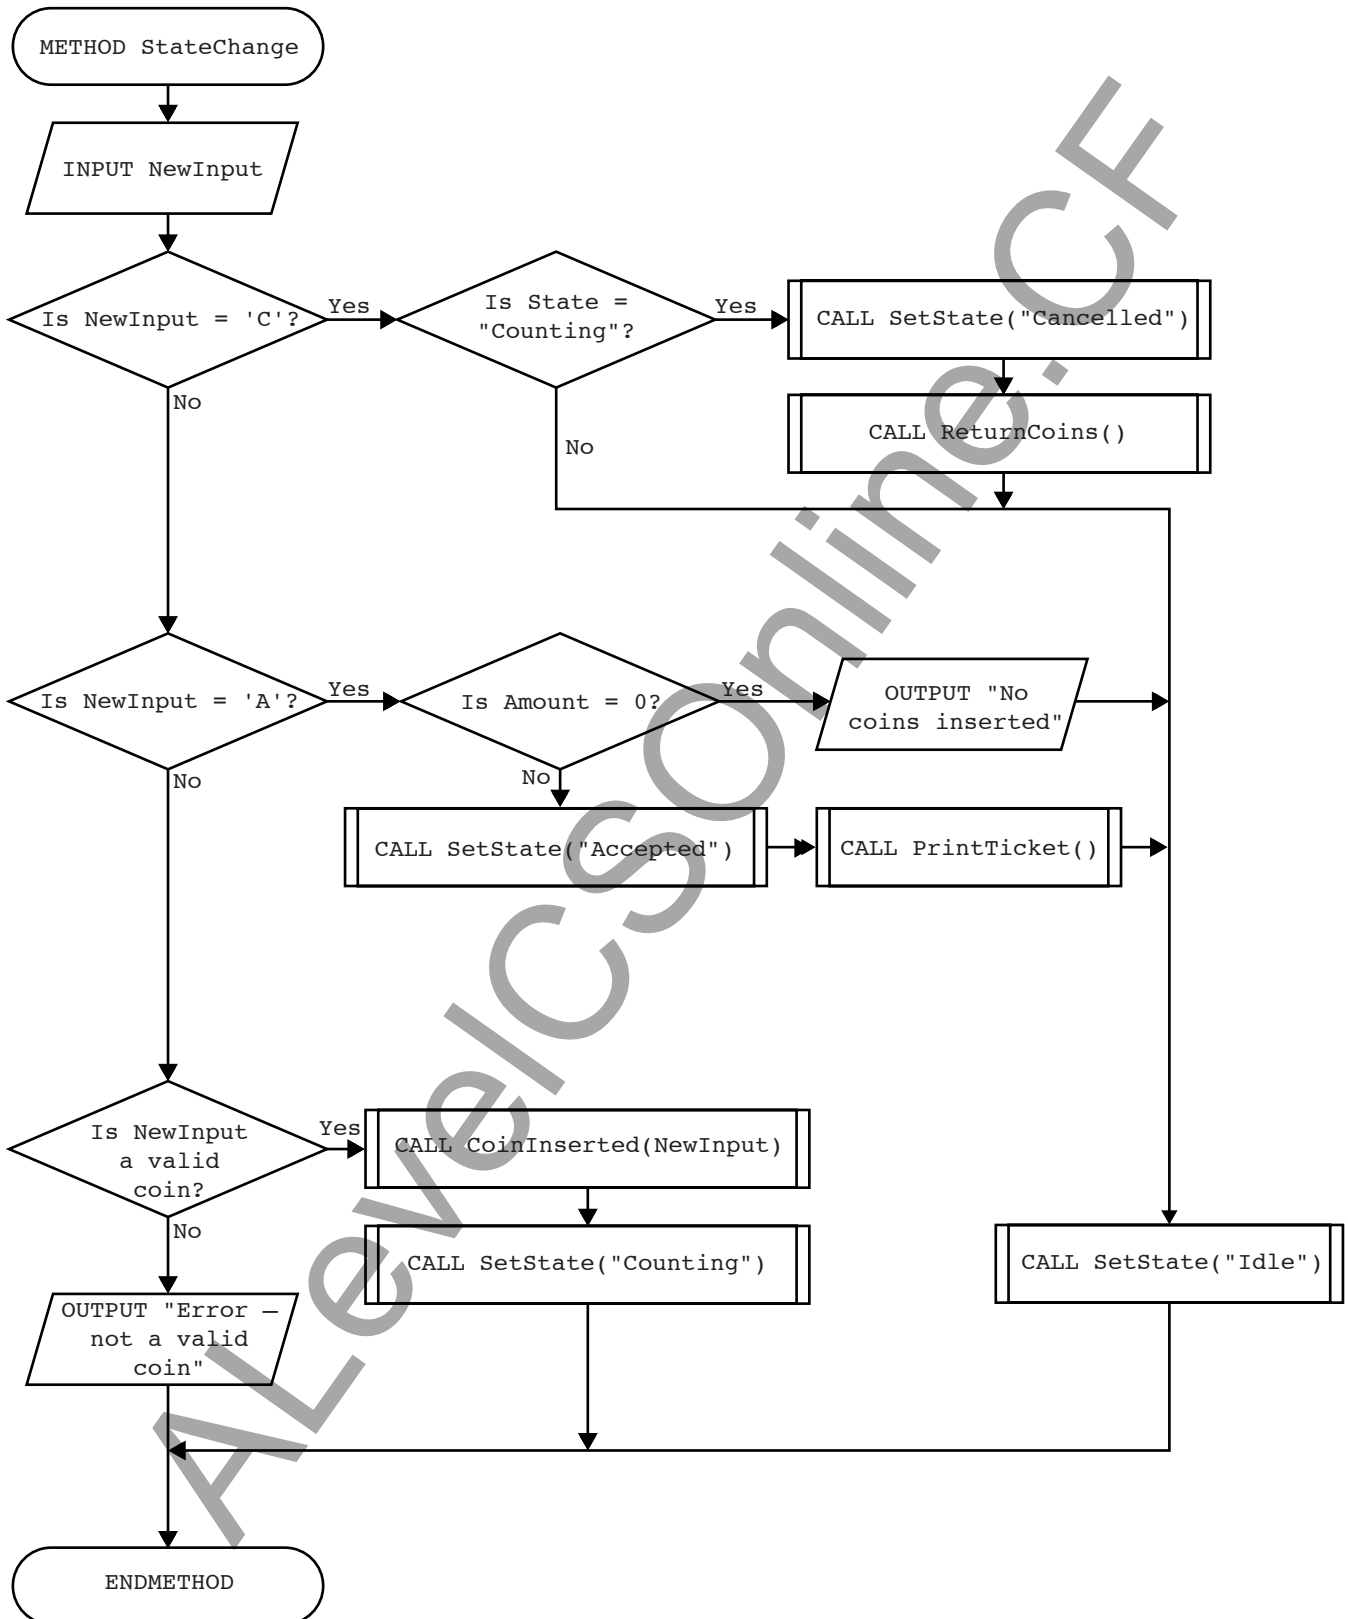 METHOD StateChange
INPUT NewInput
Is NewInput = 'C'?
Yes
Is State =
"Counting"?
Yes
CALL SetState("Cancelled")
No
CALL ReturnCoins()
No
Is NewInput = 'A'?
Yes
Is Amount = 0?
Yes
OUTPUT "No
coins inserted"
No
No
CALL SetState("Accepted")
CALL PrintTicket()
Is NewInput
a valid
coin?
Yes
CALL CoinInserted(NewInput)
No
CALL SetState("Counting")
CALL SetState("Idle")
OUTPUT "Error –
not a valid
coin"
ENDMETHOD
ALevelCSOnline.CF